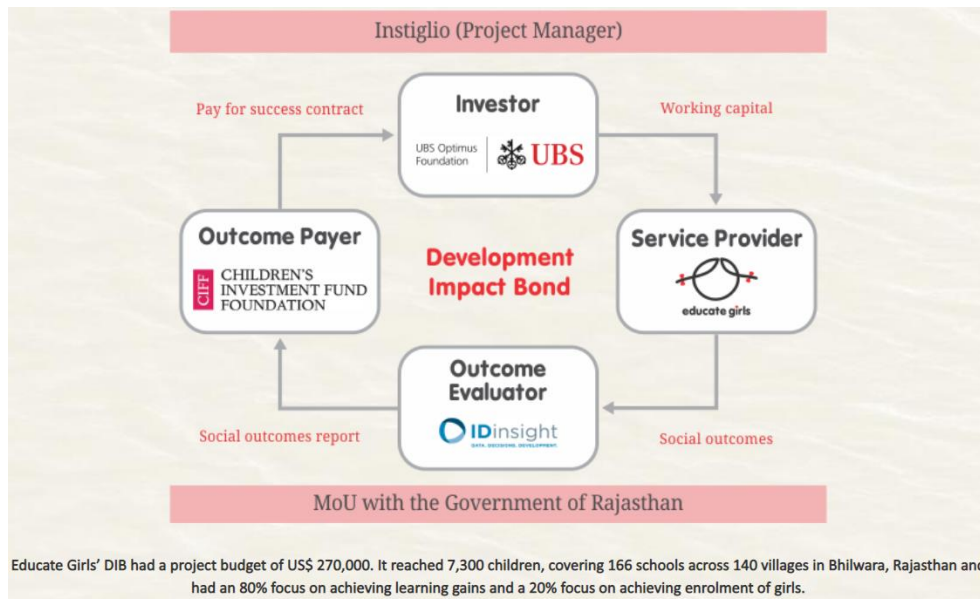 Instiglio (Project Manager)
Pay for success contract
Investor
Working capital
UBS Optimus
Foundation
UBS
Outcome Payer
CIFF
CHILDREN'S
INVESTMENT FUND
FOUNDATION
Development
Impact Bond
Service Provider
educate girls
Outcome
Evaluator
IDinsight
DATA. DECISIONS. DEVELOPMENT.
Social outcomes report
Social outcomes
MoU with the Government of Rajasthan
Educate Girls' DIB had a project budget of US$ 270,000. It reached 7,300 children, covering 166 schools across 140 villages in Bhilwara, Rajasthan and
had an 80% focus on achieving learning gains and a 20% focus on achieving enrolment of girls.